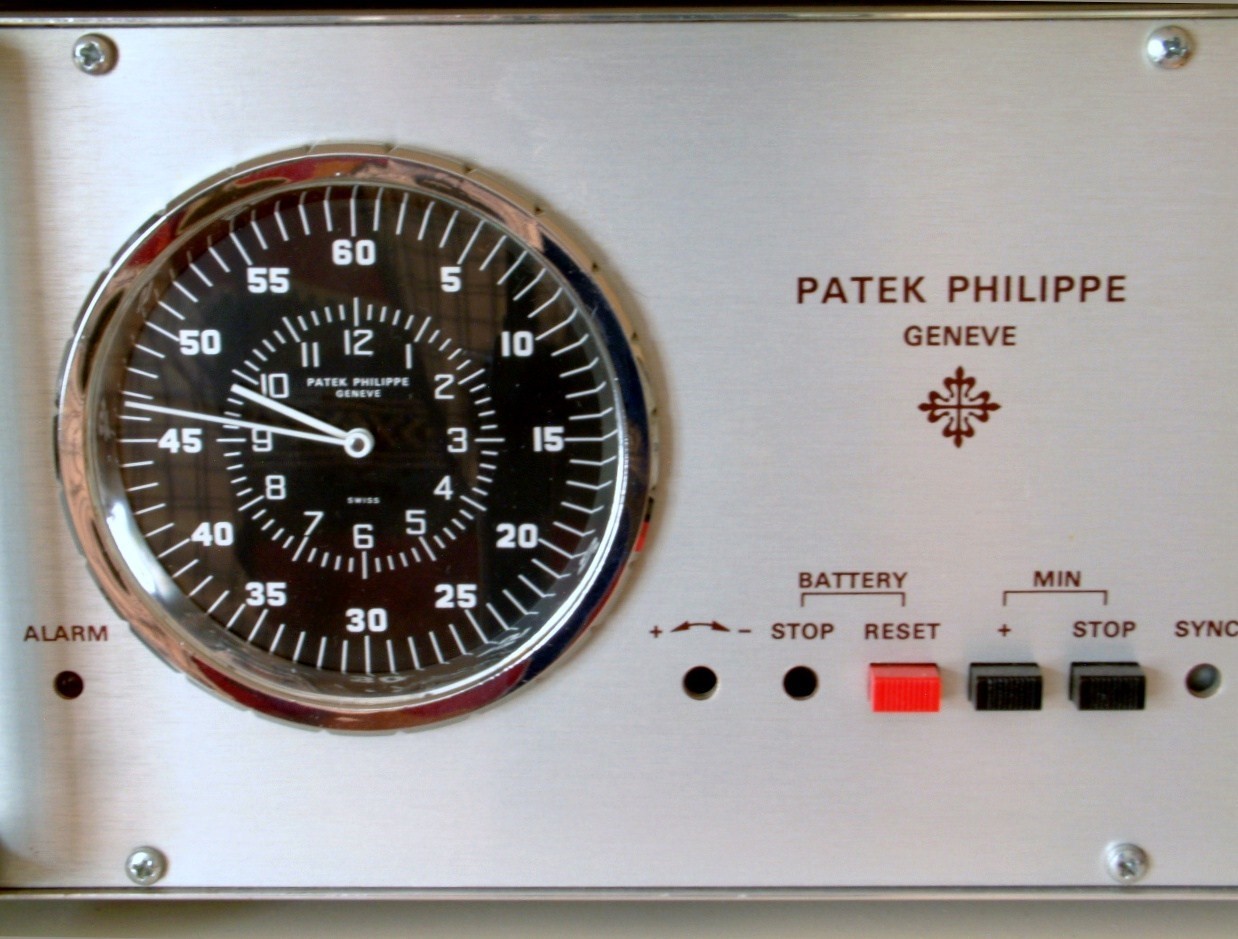 PATEK PHILIPPE
GENEVE
60
55 5
50 10
45 15
40 20
35 25
30
12
11 1
10 2
9 3
8 4
7 5
6
PATEK PHILIPPE
GENEVE
SWISS
ALARM
BATTERY MIN
+ - STOP RESET + STOP SYNC